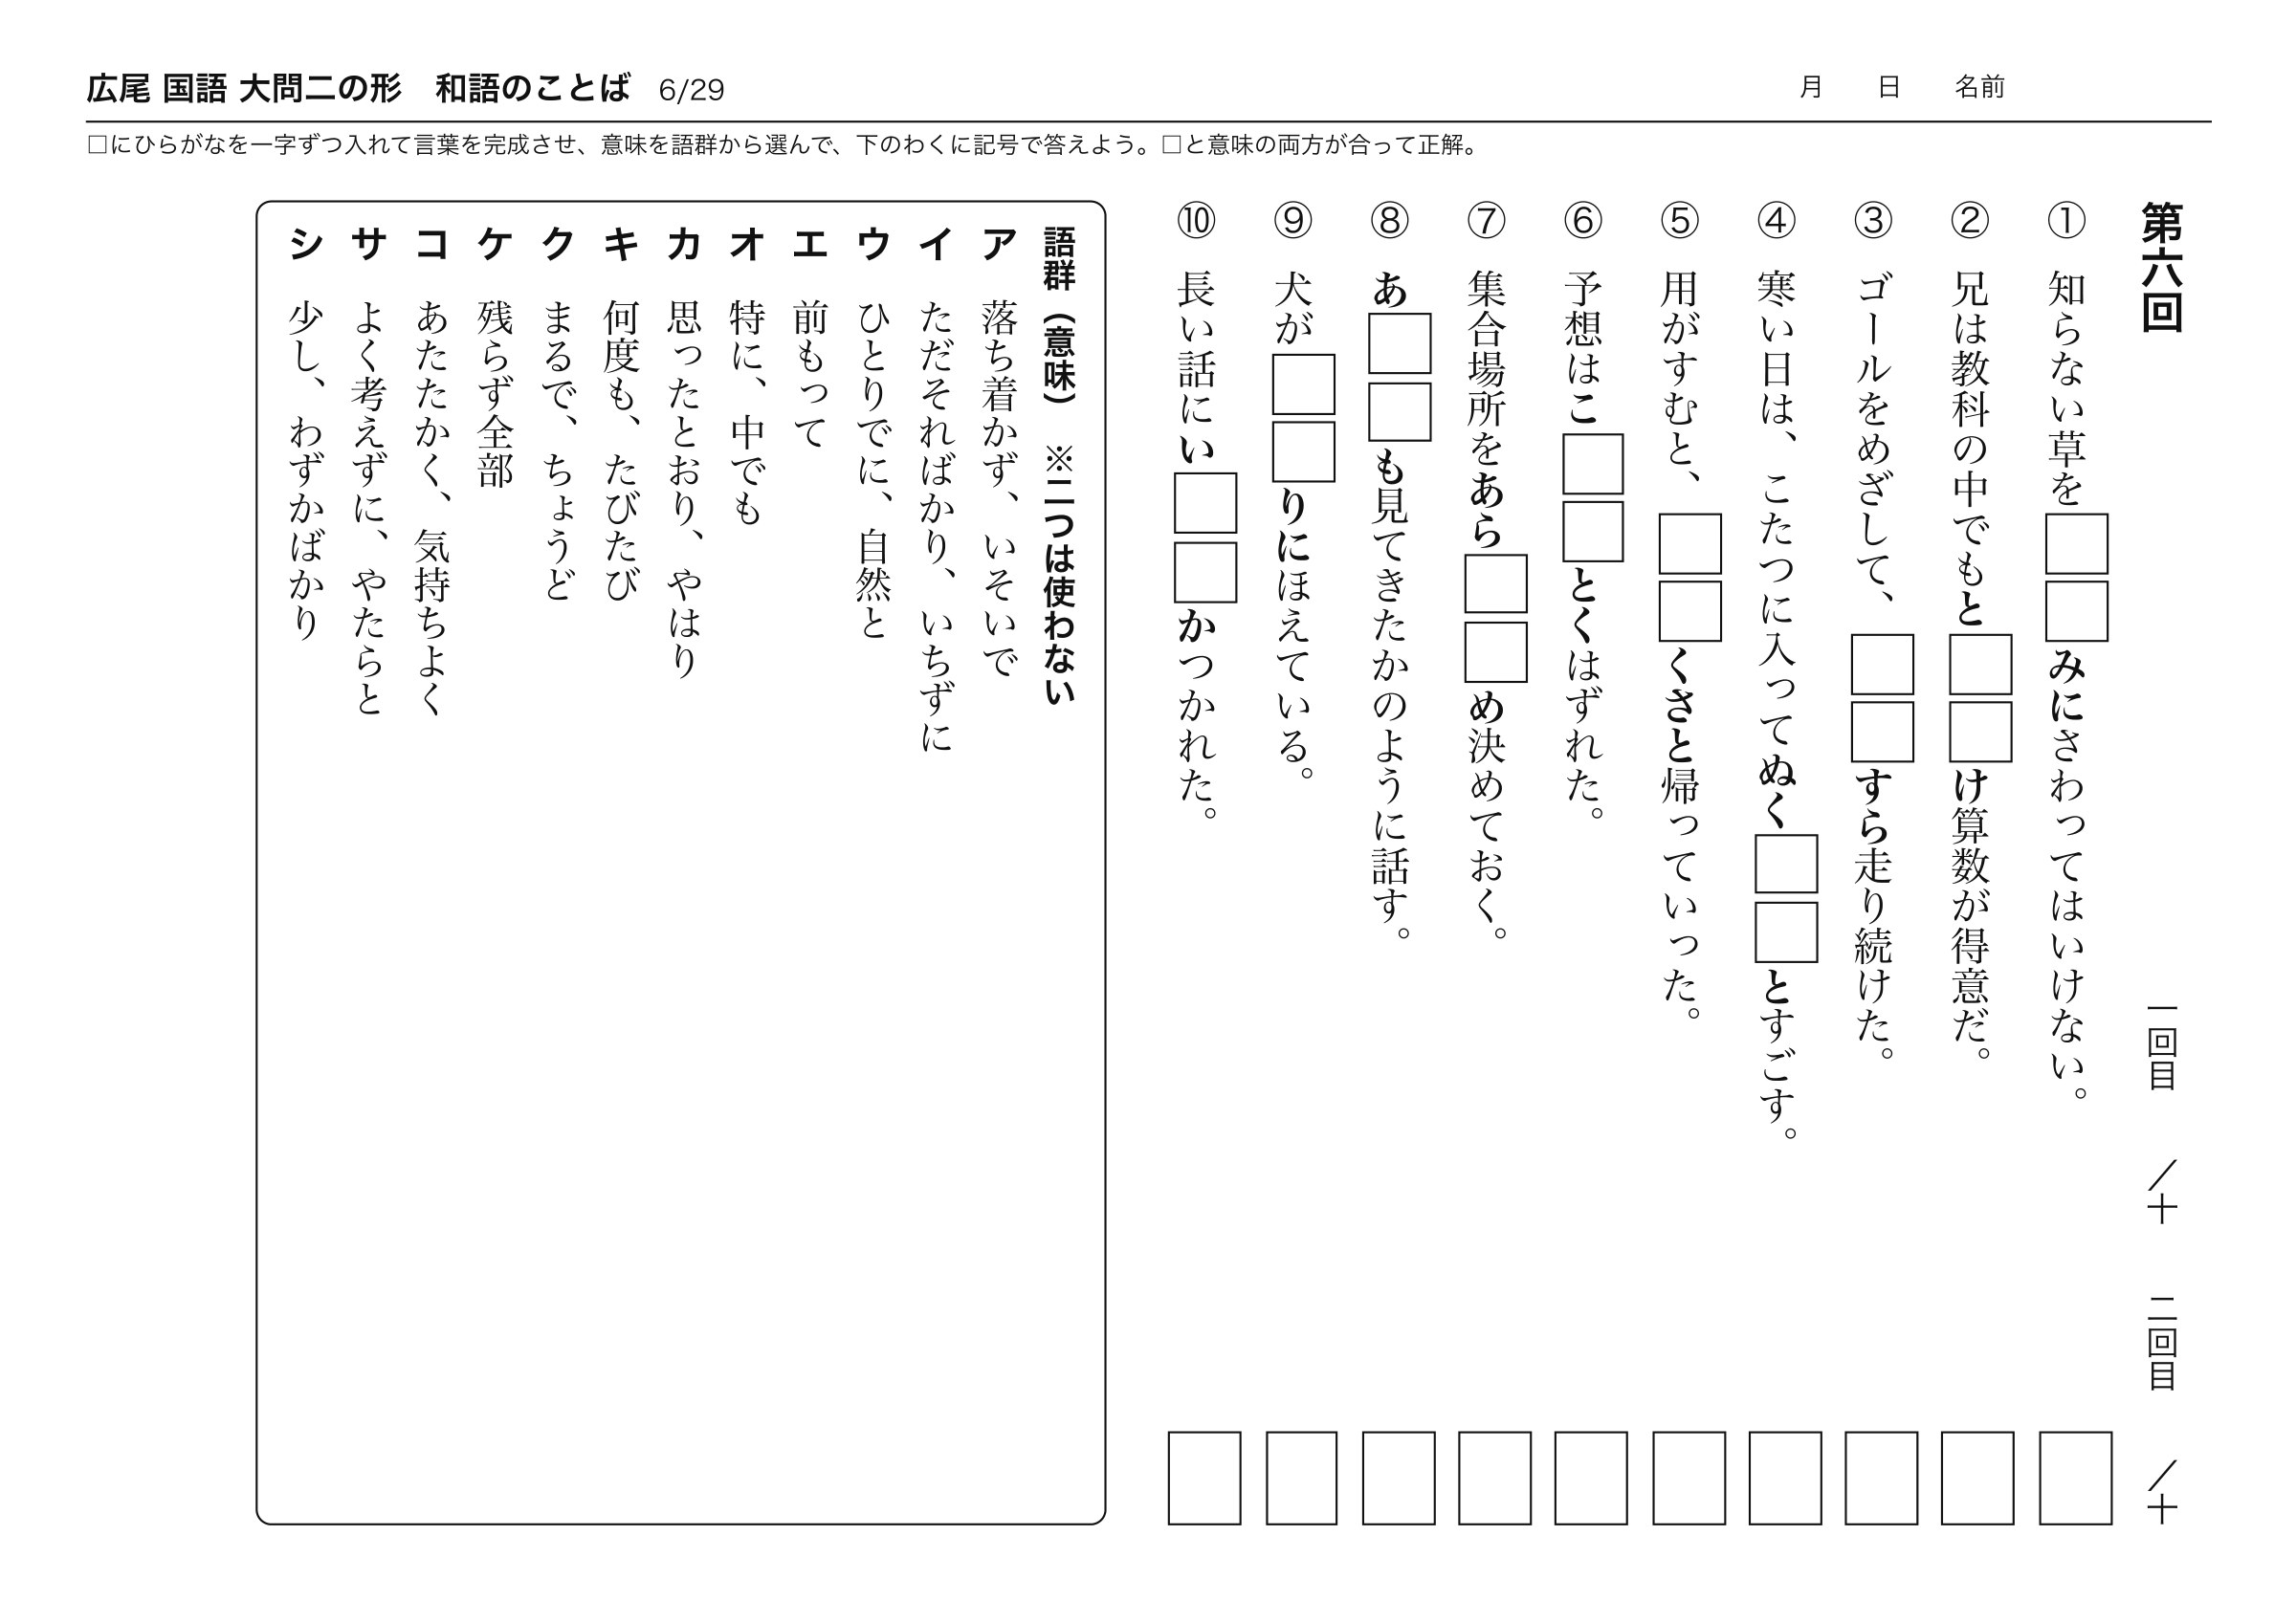 広尾 国語 大問二の形　和語のことば　6/29
月　　日　　名前
□にひらがなを一字ずつ入れて言葉を完成させ、意味を語群から選んで、下のわくに記号で答えよう。□と意味の両方が合って正解。
第六回　一回目　／十　二回目　／十
① 知らない草を□□みにさわってはいけない。
② 兄は教科の中でもと□□け算数が得意だ。
③ ゴールをめざして、□□すら走り続けた。
④ 寒い日は、こたつに入ってぬく□□とすごす。
⑤ 用がすむと、□□くさと帰っていった。
⑥ 予想はこ□□とくはずれた。
⑦ 集合場所をあら□□め決めておく。
⑧ あ□□も見てきたかのように話す。
⑨ 犬が□□りにほえている。
⑩ 長い話にい□□かつかれた。
語群（意味）　※二つは使わない
ア　落ち着かず、いそいで
イ　ただそればかり、いちずに
ウ　ひとりでに、自然と
エ　前もって
オ　特に、中でも
カ　思ったとおり、やはり
キ　何度も、たびたび
ク　まるで、ちょうど
ケ　残らず全部
コ　あたたかく、気持ちよく
サ　よく考えずに、やたらと
シ　少し、わずかばかり